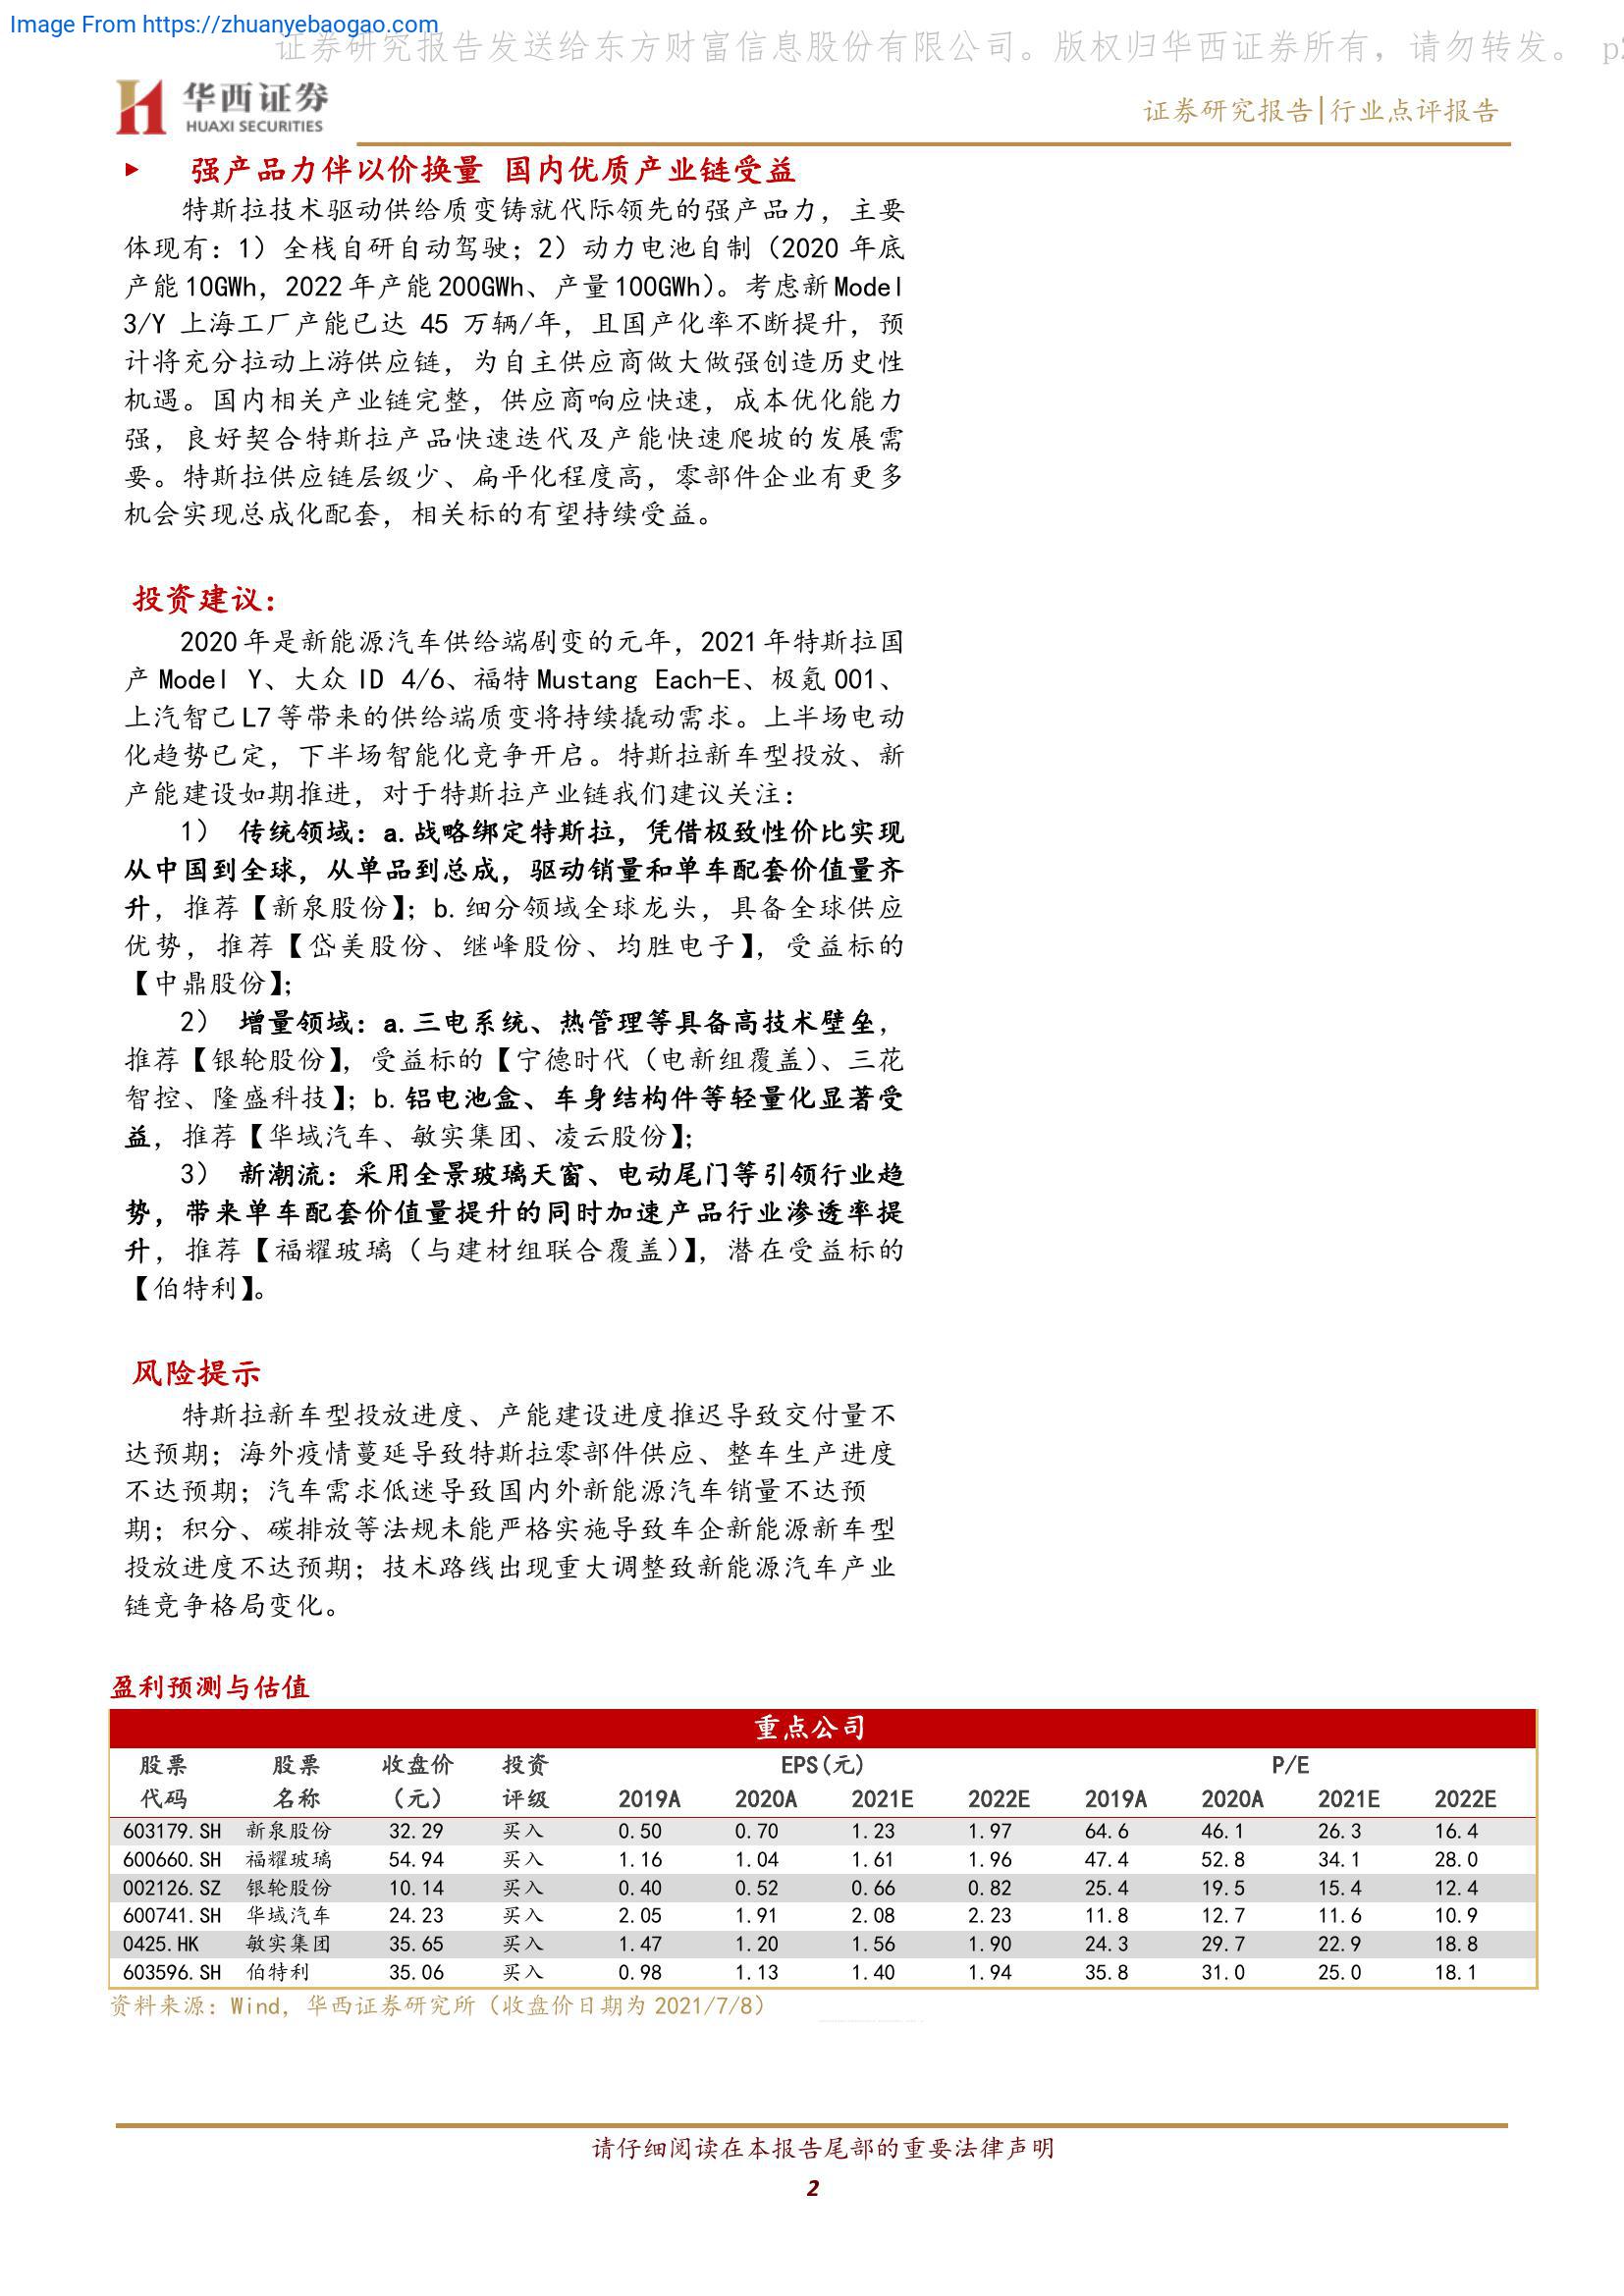 Image From https://zhuanyebaogao.com
证券研究报告发送给东方财富信息股份有限公司。版权归华西证券所有，请勿转发。 p2
华西证券
HUAXI SECURITIES
证券研究报告|行业点评报告
强产品力伴以价换量 国内优质产业链受益
特斯拉技术驱动供给质变铸就代际领先的强产品力，主要
体现有：1）全栈自研自动驾驶；2）动力电池自制（2020 年底
产能 10GWh，2022 年产能 200GWh、产量 100GWh）。考虑新 Model
3/Y 上海工厂产能已达 45 万辆/年，且国产化率不断提升，预
计将充分拉动上游供应链，为自主供应商做大做强创造历史性
机遇。国内相关产业链完整，供应商响应快速，成本优化能力
强，良好契合特斯拉产品快速迭代及产能快速爬坡的发展需
要。特斯拉供应链层级少、扁平化程度高，零部件企业有更多
机会实现总成化配套，相关标的有望持续受益。
投资建议：
2020 年是新能源汽车供给端剧变的元年，2021 年特斯拉国
产 Model Y、大众 ID 4/6、福特 Mustang Each-E、极氪 001、
上汽智己 L7 等带来的供给端质变将持续撬动需求。上半场电动
化趋势已定，下半场智能化竞争开启。特斯拉新车型投放、新
产能建设如期推进，对于特斯拉产业链我们建议关注：
1） 传统领域：a.战略绑定特斯拉，凭借极致性价比实现
从中国到全球，从单品到总成，驱动销量和单车配套价值量齐
升，推荐【新泉股份】；b.细分领域全球龙头，具备全球供应
优势，推荐【岱美股份、继峰股份、均胜电子】，受益标的
【中鼎股份】；
2） 增量领域：a.三电系统、热管理等具备高技术壁垒，
推荐【银轮股份】，受益标的【宁德时代（电新组覆盖）、三花
智控、隆盛科技】；b.铝电池盒、车身结构件等轻量化显著受
益，推荐【华域汽车、敏实集团、凌云股份】；
3） 新潮流：采用全景玻璃天窗、电动尾门等引领行业趋
势，带来单车配套价值量提升的同时加速产品行业渗透率提
升，推荐【福耀玻璃（与建材组联合覆盖）】，潜在受益标的
【伯特利】。
风险提示
特斯拉新车型投放进度、产能建设进度推迟导致交付量不
达预期；海外疫情蔓延导致特斯拉零部件供应、整车生产进度
不达预期；汽车需求低迷导致国内外新能源汽车销量不达预
期；积分、碳排放等法规未能严格实施导致车企新能源新车型
投放进度不达预期；技术路线出现重大调整致新能源汽车产业
链竞争格局变化。
盈利预测与估值
重点公司
股票 股票 收盘价 投资 EPS(元) P/E
代码 名称 （元） 评级 2019A 2020A 2021E 2022E 2019A 2020A 2021E 2022E
603179.SH 新泉股份 32.29 买入 0.50 0.70 1.23 1.97 64.6 46.1 26.3 16.4
600660.SH 福耀玻璃 54.94 买入 1.16 1.04 1.61 1.96 47.4 52.8 34.1 28.0
002126.SZ 银轮股份 10.14 买入 0.40 0.52 0.66 0.82 25.4 19.5 15.4 12.4
600741.SH 华域汽车 24.23 买入 2.05 1.91 2.08 2.23 11.8 12.7 11.6 10.9
0425.HK 敏实集团 35.65 买入 1.47 1.20 1.56 1.90 24.3 29.7 22.9 18.8
603596.SH 伯特利 35.06 买入 0.98 1.13 1.40 1.94 35.8 31.0 25.0 18.1
资料来源：Wind，华西证券研究所（收盘价日期为 2021/7/8）
请仔细阅读在本报告尾部的重要法律声明
2